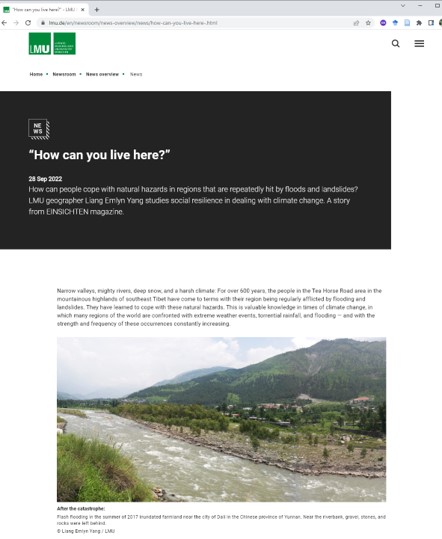 "How can you live here?" - LMU
lmu.de/en/newsroom/news-overview/news/how-can-you-live-here-.html
LMU
Home
Newsroom
News overview
News
NE
WS
“How can you live here?”
28 Sep 2022
How can people cope with natural hazards in regions that are repeatedly hit by floods and landslides?
LMU geographer Liang Emlyn Yang studies social resilience in dealing with climate change. A story
from EINSICHTEN magazine.
Narrow valleys, mighty rivers, deep snow, and a harsh climate: For over 600 years, the people in the Tea Horse Road area in the
mountainous highlands of southeast Tibet have come to terms with their region being regularly afflicted by flooding and
landslides. They have learned to cope with these natural hazards. This is valuable knowledge in times of climate change, in
which many regions of the world are confronted with extreme weather events, torrential rainfall, and flooding — and with the
strength and frequency of these occurrences constantly increasing.
After the catastrophe:
Flash flooding in the summer of 2017 inundated farmland near the city of Dali in the Chinese province of Yunnan. Near the riverbank, gravel, stones, and
rocks were left behind.
© Liang Emlyn Yang / LMU